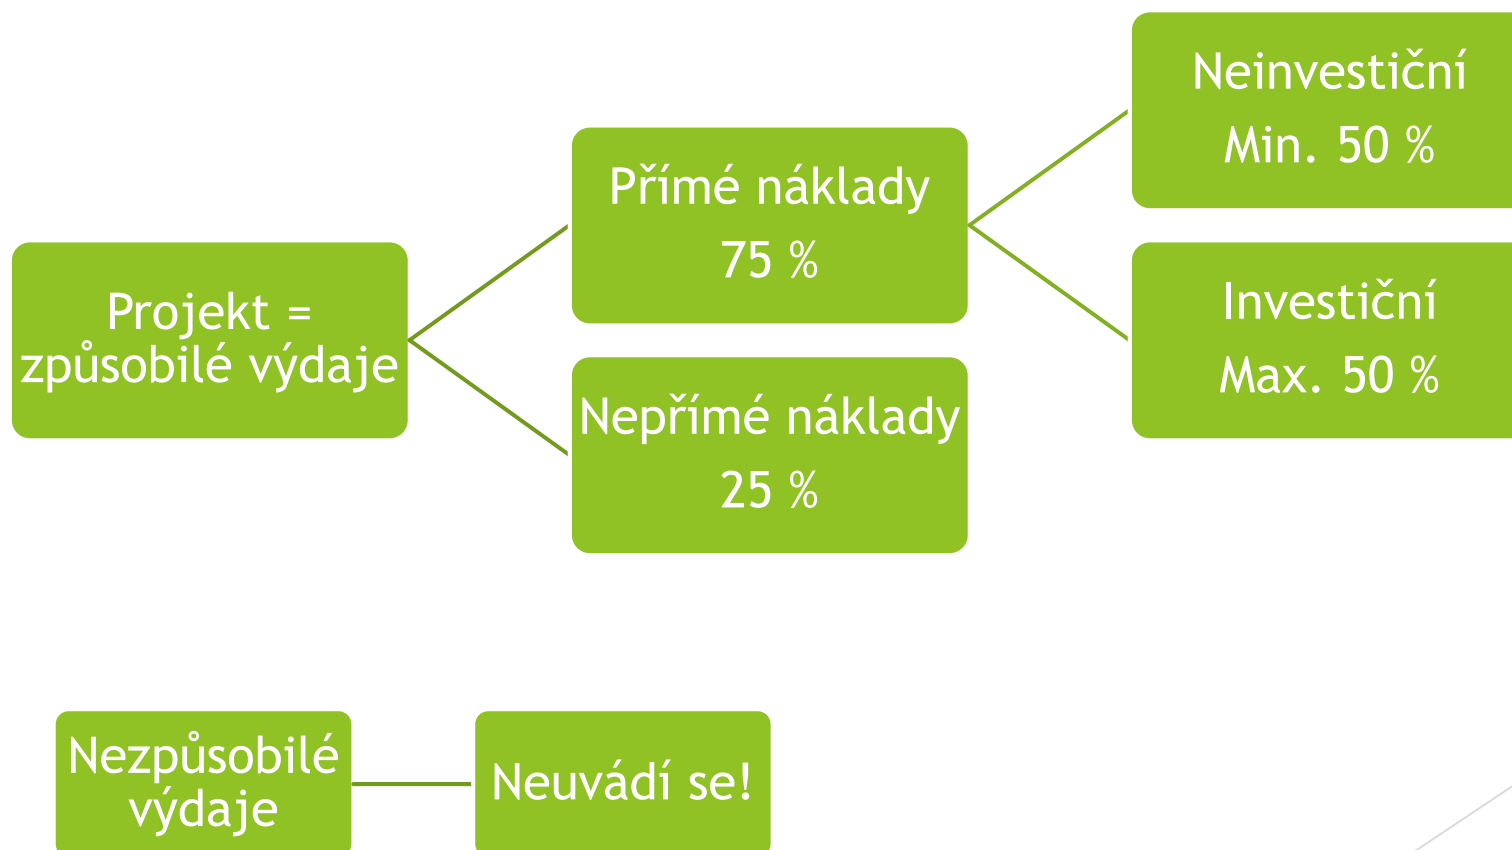 Projekt =
způsobilé výdaje
Přímé náklady
75 %
Nepřímé náklady
25 %
Neinvestiční
Min. 50 %
Investiční
Max. 50 %
Nezpůsobilé
výdaje
Neuvádí se!